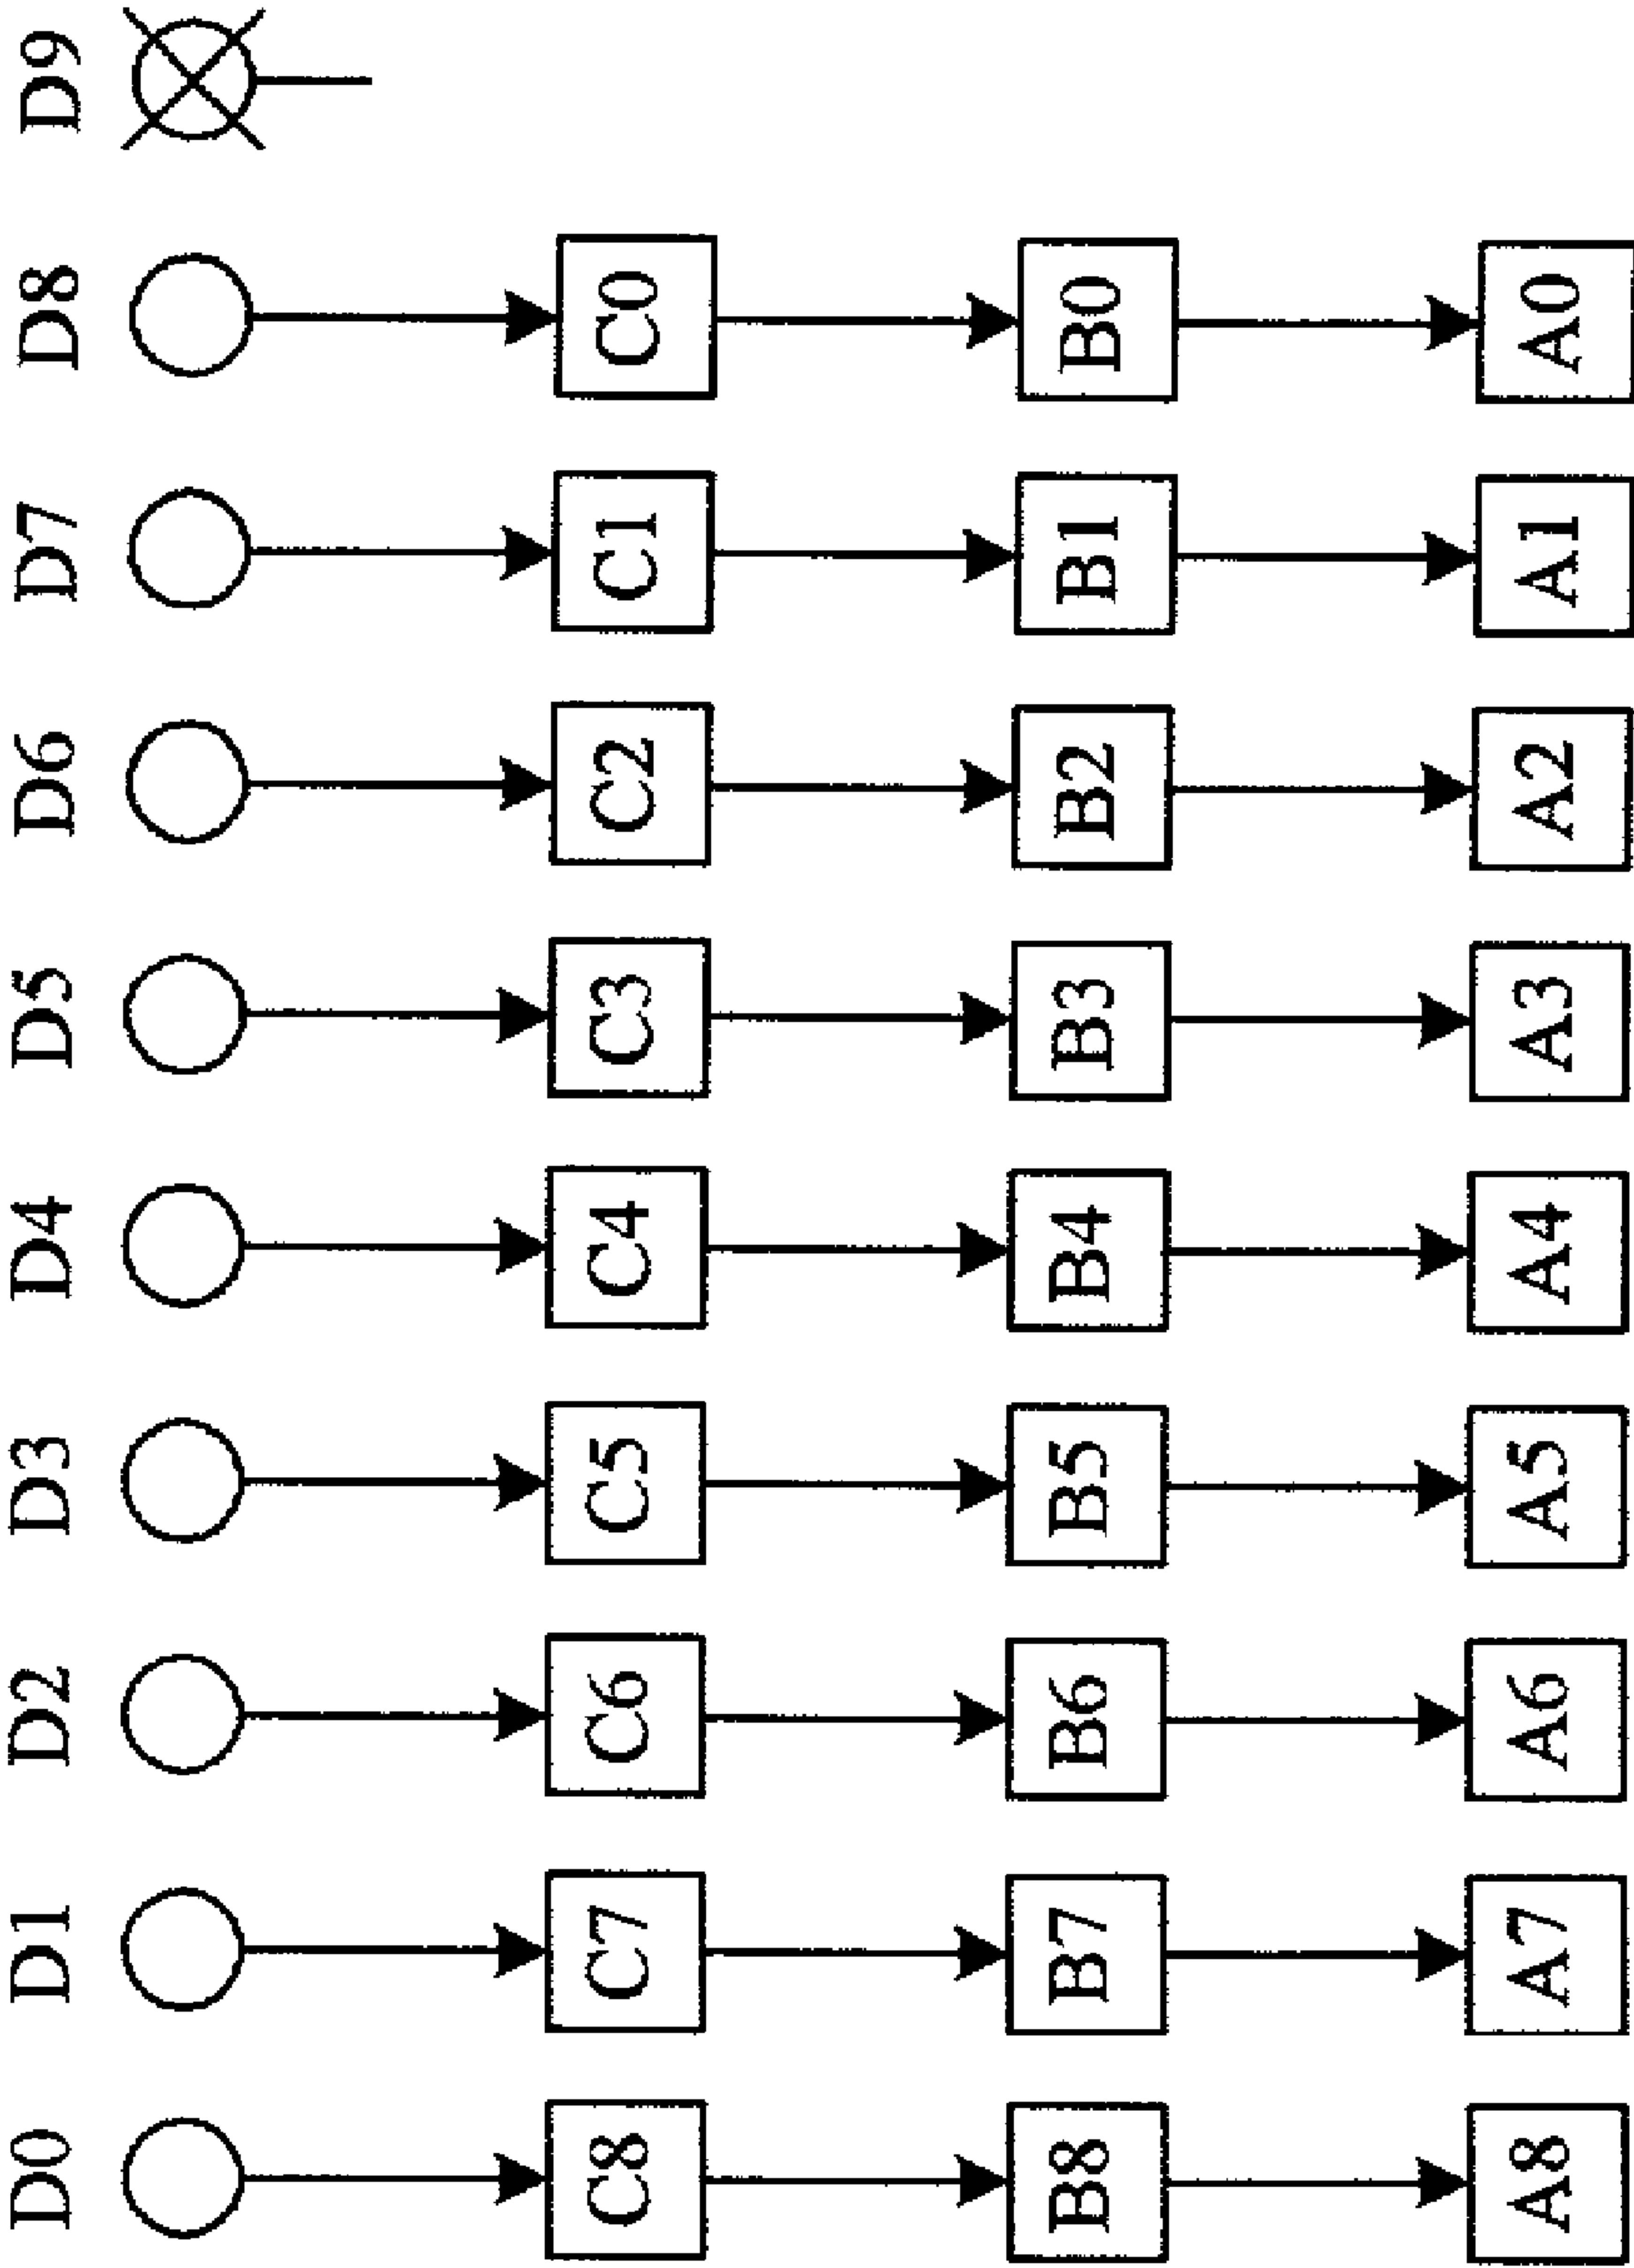 D0 D1 D2 D3 D4 D5 D6 D7 D8 D9
C8 C7 C6 C5 C4 C3 C2 C1 C0
B8 B7 B6 B5 B4 B3 B2 B1 B0
A8 A7 A6 A5 A4 A3 A2 A1 A0